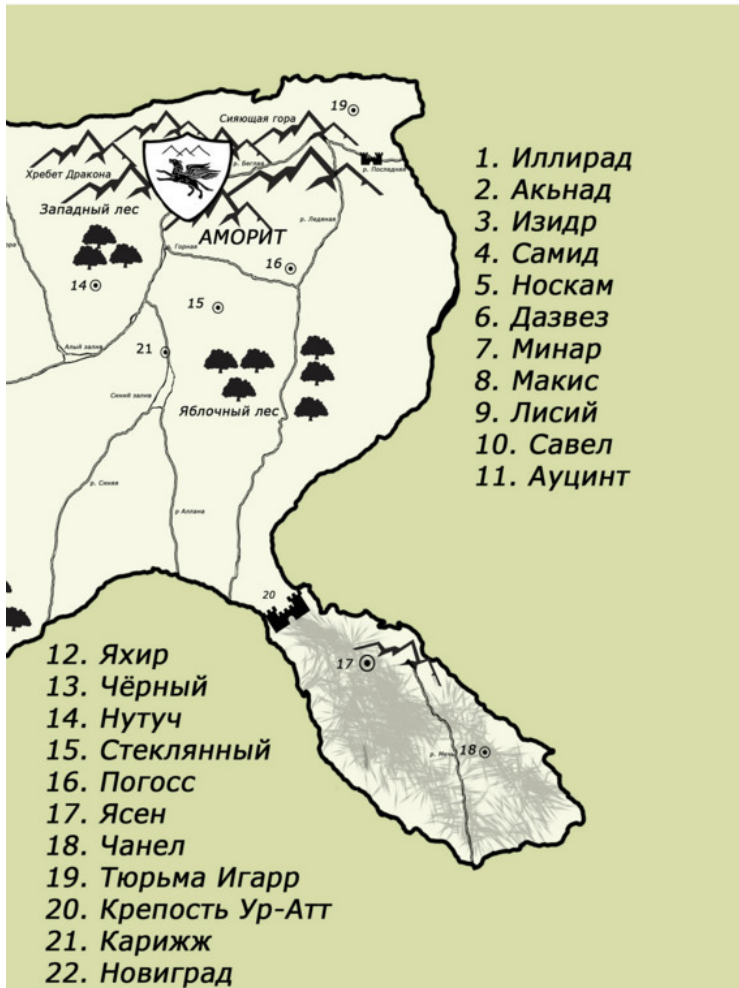 19
Сияющая гора
р. Беглая
р. Последняя
Хребет Дракона
Западный лес
р. Ледяная
АМОРИТ
р. Горная
16
14
15
Алый залив
21
Синий залив
Яблочный лес
р. Синяя
р Аллана
20
17
18
1. Иллирад
2. Акьнад
3. Изидр
4. Самид
5. Носкам
6. Дазвез
7. Минар
8. Макис
9. Лисий
10. Савел
11. Ауцинт
12. Яхир
13. Чёрный
14. Нутуч
15. Стеклянный
16. Погосс
17. Ясен
18. Чанел
19. Тюрьма Игарр
20. Крепость Ур-Атт
21. Карижж
22. Новиград